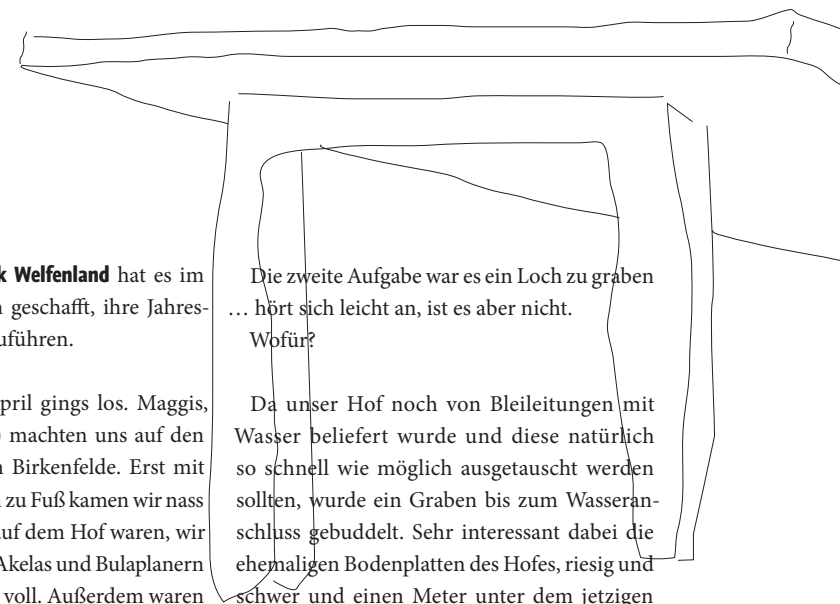 k Welfenland hat es im
geschafft, ihre Jahres-
uführen.
pril gings los. Maggis,
machten uns auf den
Birkenfelde. Erst mit
zu Fuß kamen wir nass
auf dem Hof waren, wir
Akelas und Bulaplanern
voll. Außerdem waren
Die zweite Aufgabe war es ein Loch zu graben
… hört sich leicht an, ist es aber nicht.
Wofür?
Da unser Hof noch von Bleileitungen mit
Wasser beliefert wurde und diese natürlich
so schnell wie möglich ausgetauscht werden
sollten, wurde ein Graben bis zum Wasseran-
schluss gebuddelt. Sehr interessant dabei die
ehemaligen Bodenplatten des Hofes, riesig und
schwer und einen Meter unter dem jetzigen